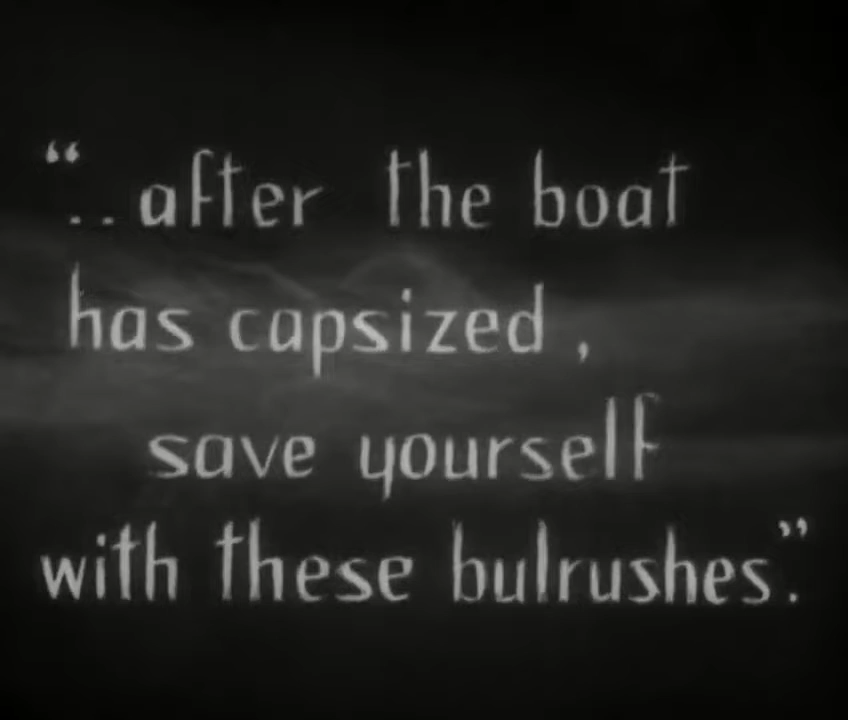 “..after the boat
has capsized,
save yourself
with these bulrushes.”